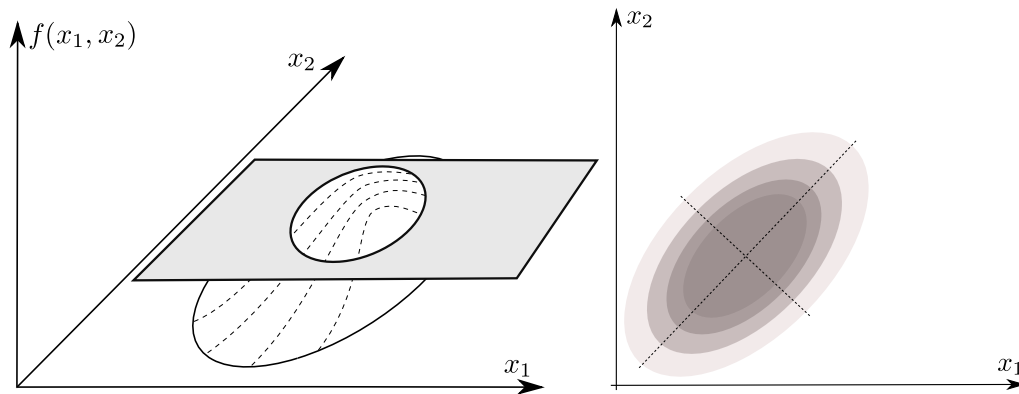 f(x₁, x₂)
x₂
x₁
x₂
x₁